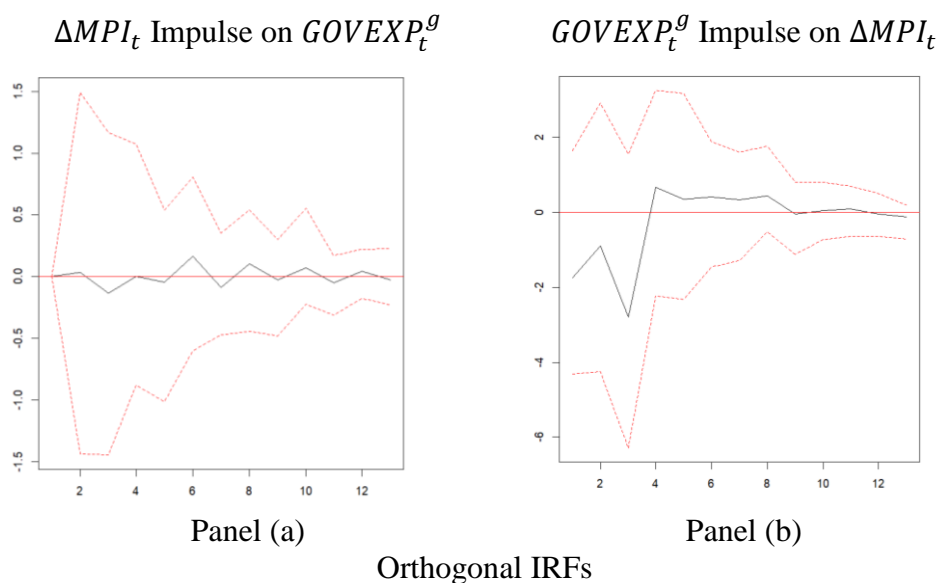 ΔMPI_t Impulse on GOVEXP_t^g
GOVEXP_t^g Impulse on ΔMPI_t
1.5
1.0
0.5
0.0
-0.5
-1.0
-1.5
2 4 6 8 10 12
2
0
-2
-4
-6
2 4 6 8 10 12
Panel (a)
Panel (b)
Orthogonal IRFs